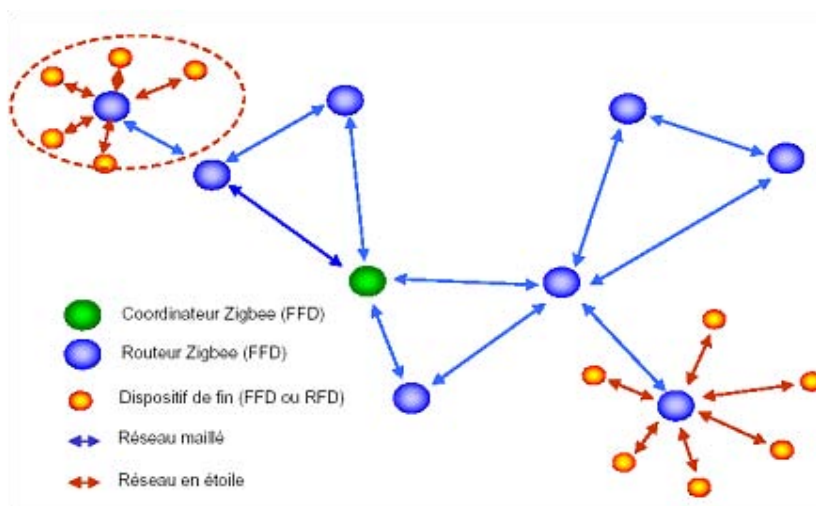 Coordinateur Zigbee (FFD)
Routeur Zigbee (FFD)
Dispositif de fin (FFD ou RFD)
Réseau maillé
Réseau en étoile